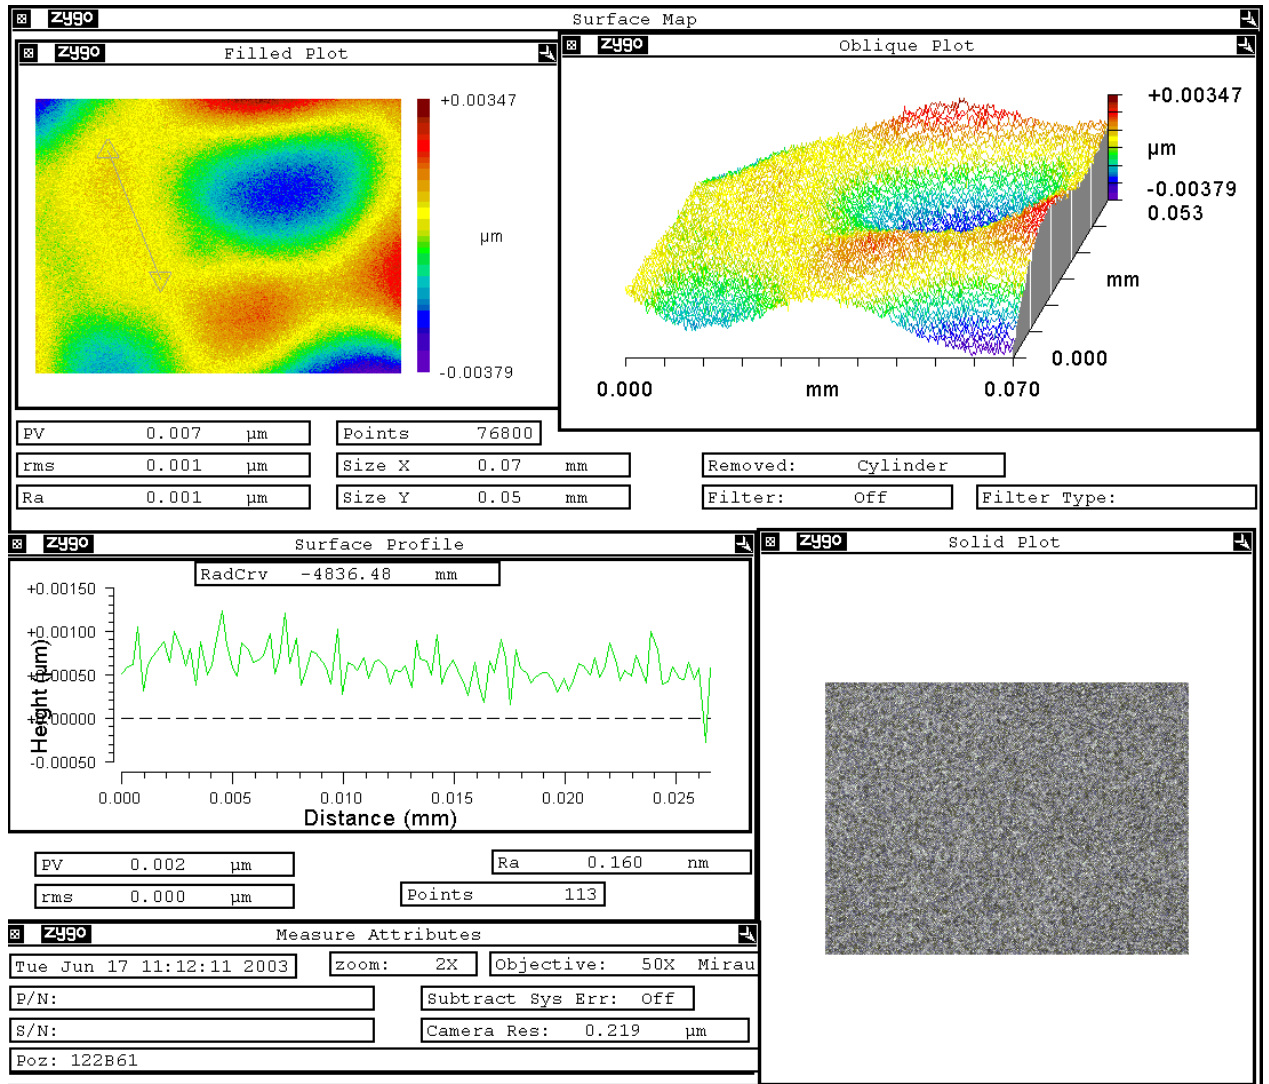 zygo Surface Map
zygo Filled Plot
+0.00347
µm
-0.00379
zygo Oblique Plot
+0.00347
µm
-0.00379
0.053
mm
0.000
0.000 mm 0.070
PV 0.007 µm
Points 76800
rms 0.001 µm
Size X 0.07 mm
Removed: Cylinder
Ra 0.001 µm
Size Y 0.05 mm
Filter: Off
Filter Type:
zygo Surface Profile
RadCrv -4836.48 mm
+0.00150
+0.00100
+0.00050
+0.00000
-0.00050
Height (µm)
0.000 0.005 0.010 0.015 0.020 0.025
Distance (mm)
PV 0.002 µm
Ra 0.160 nm
rms 0.000 µm
Points 113
zygo Solid Plot
zygo Measure Attributes
Tue Jun 17 11:12:11 2003
zoom: 2X
Objective: 50X Mirau
P/N:
Subtract Sys Err: Off
S/N:
Camera Res: 0.219 µm
Poz: 122B61